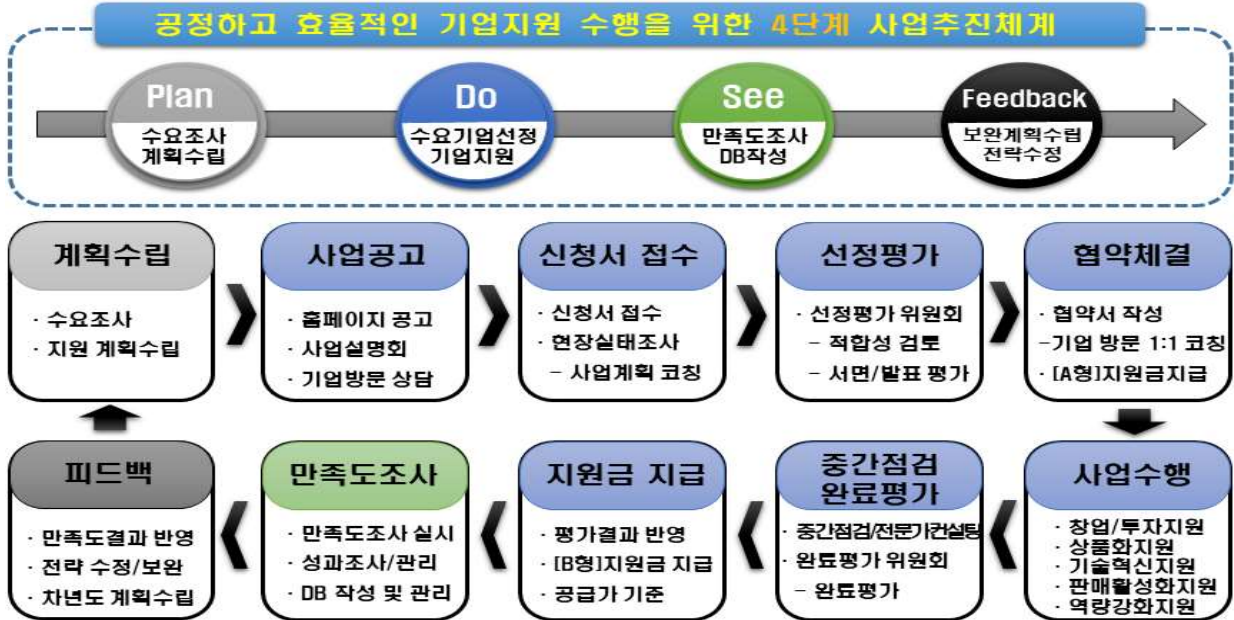 공정하고 효율적인 기업지원 수행을 위한 4단계 사업추진체계
Plan
수요조사
계획수립
Do
수요기업선정
기업지원
See
만족도조사
DB작성
Feedback
보완계획수립
전략수정
계획수립
· 수요조사
· 지원 계획수립
사업공고
· 홈페이지 공고
· 사업설명회
· 기업방문 상담
신청서 접수
· 신청서 접수
· 현장실태조사
- 사업계획 코칭
선정평가
· 선정평가 위원회
- 적합성 검토
- 서면/발표 평가
협약체결
· 협약서 작성
-기업 방문 1:1 코칭
· [A형]지원금지급
피드백
· 만족도결과 반영
· 전략 수정/보완
· 차년도 계획수립
만족도조사
· 만족도조사 실시
· 성과조사/관리
· DB 작성 및 관리
지원금 지급
· 평가결과 반영
· [B형]지원금 지급
· 공급가 기준
중간점검
완료평가
· 중간점검/전문가컨설팅
· 완료평가 위원회
- 완료평가
사업수행
· 창업/투자지원
· 상품화지원
· 기술혁신지원
· 판매활성화지원
· 역량강화지원